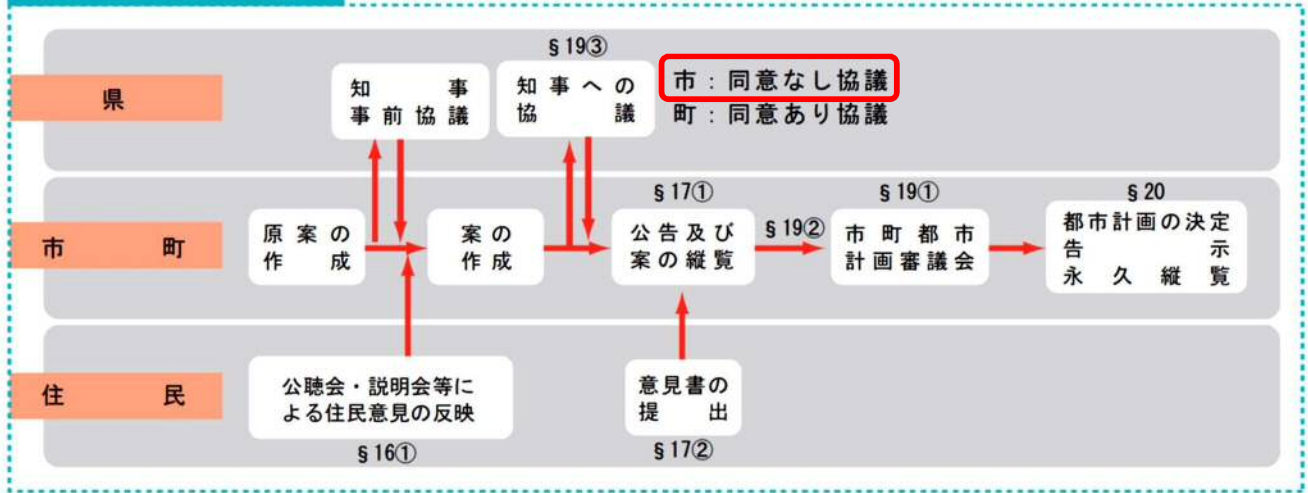 §19③
県
知事
事前協議
知事への
協議
市：同意なし協議
町：同意あり協議
§17①
§19①
§20
市町
原案の
作成
案の
作成
公告及び
案の縦覧
§19②
市町都市
計画審議会
都市計画の決定
告示
永久縦覧
住民
公聴会・説明会等に
よる住民意見の反映
§16①
意見書の
提出
§17②